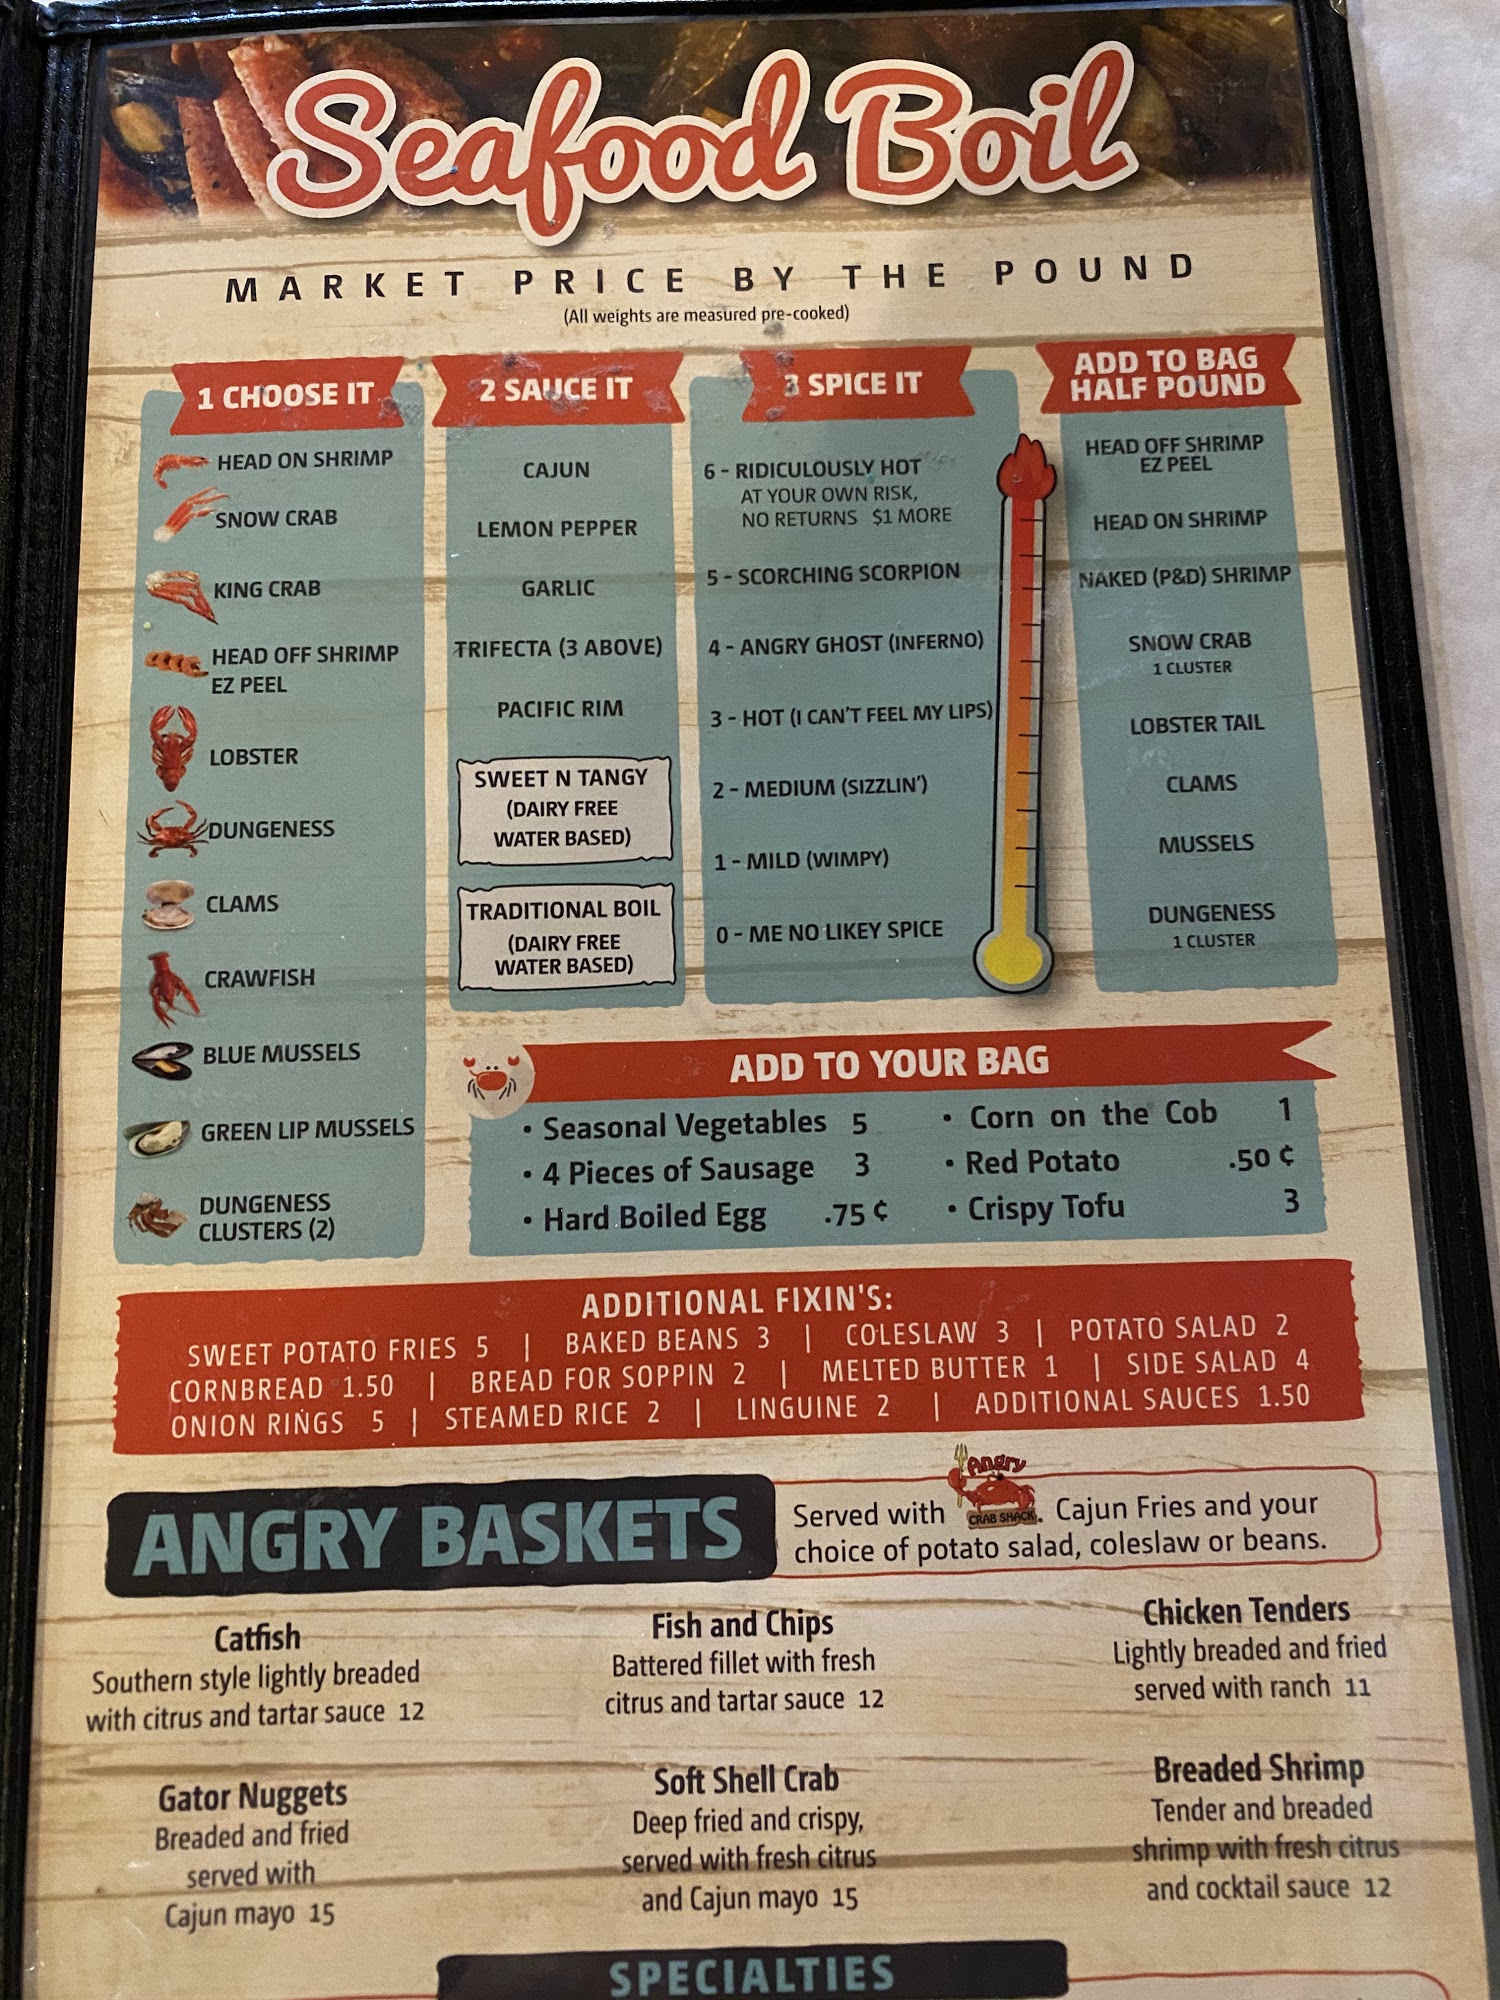 Seafood Boil
MARKET PRICE BY THE POUND
(All weights are measured pre-cooked)
1 CHOOSE IT
HEAD ON SHRIMP
SNOW CRAB
KING CRAB
HEAD OFF SHRIMP
EZ PEEL
LOBSTER
DUNGENESS
CLAMS
CRAWFISH
BLUE MUSSELS
GREEN LIP MUSSELS
DUNGENESS
CLUSTERS (2)
2 SAUCE IT
CAJUN
LEMON PEPPER
GARLIC
TRIFECTA (3 ABOVE)
PACIFIC RIM
SWEET N TANGY
(DAIRY FREE
WATER BASED)
TRADITIONAL BOIL
(DAIRY FREE
WATER BASED)
3 SPICE IT
6 - RIDICULOUSLY HOT
AT YOUR OWN RISK,
NO RETURNS $1 MORE
5 - SCORCHING SCORPION
4 - ANGRY GHOST (INFERNO)
3 - HOT (I CAN'T FEEL MY LIPS)
2 - MEDIUM (SIZZLIN')
1 - MILD (WIMPY)
0 - ME NO LIKEY SPICE
ADD TO BAG
HALF POUND
HEAD OFF SHRIMP
EZ PEEL
HEAD ON SHRIMP
NAKED (P&D) SHRIMP
SNOW CRAB
1 CLUSTER
LOBSTER TAIL
CLAMS
MUSSELS
DUNGENESS
1 CLUSTER
ADD TO YOUR BAG
• Seasonal Vegetables 5
• 4 Pieces of Sausage 3
• Hard Boiled Egg .75 ¢
• Corn on the Cob 1
• Red Potato .50 ¢
• Crispy Tofu 3
ADDITIONAL FIXIN'S:
SWEET POTATO FRIES 5 | BAKED BEANS 3 | COLESLAW 3 | POTATO SALAD 2
CORNBREAD 1.50 | BREAD FOR SOPPIN 2 | MELTED BUTTER 1 | SIDE SALAD 4
ONION RINGS 5 | STEAMED RICE 2 | LINGUINE 2 | ADDITIONAL SAUCES 1.50
ANGRY BASKETS
Served with Angry CRAB SHACK. Cajun Fries and your
choice of potato salad, coleslaw or beans.
Catfish
Southern style lightly breaded
with citrus and tartar sauce 12
Fish and Chips
Battered fillet with fresh
citrus and tartar sauce 12
Chicken Tenders
Lightly breaded and fried
served with ranch 11
Gator Nuggets
Breaded and fried
served with
Cajun mayo 15
Soft Shell Crab
Deep fried and crispy,
served with fresh citrus
and Cajun mayo 15
Breaded Shrimp
Tender and breaded
shrimp with fresh citrus
and cocktail sauce 12
SPECIALTIES